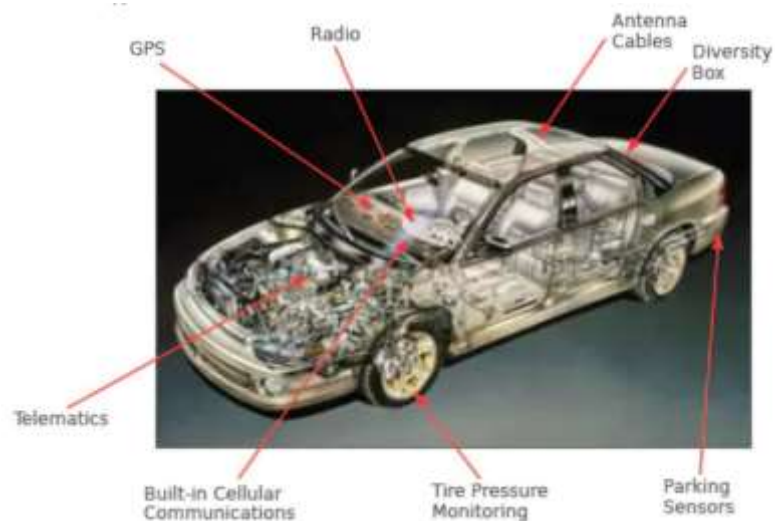 Antenna
Cables
Radio
GPS
Diversity
Box
Telematics
Built-in Cellular
Communications
Tire Pressure
Monitoring
Parking
Sensors